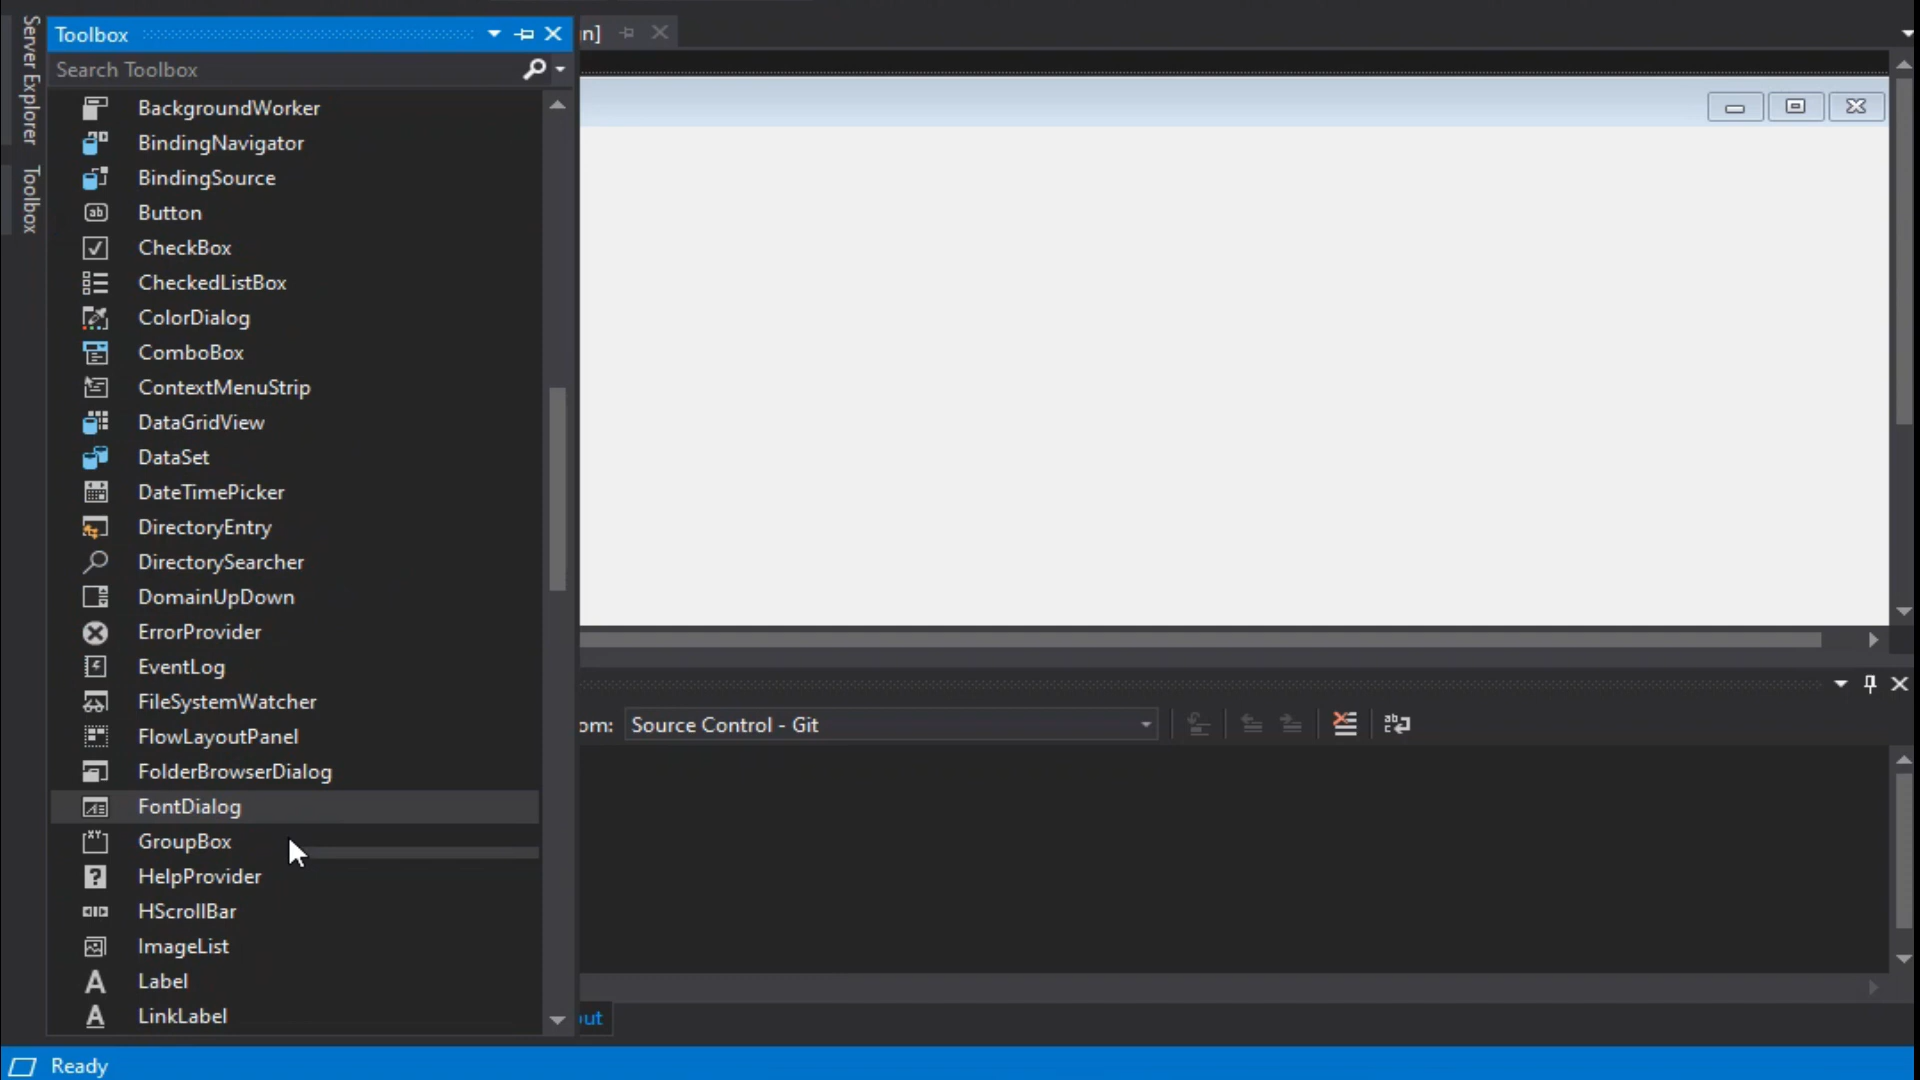 Server Explorer
Toolbox
Toolbox
Search Toolbox
BackgroundWorker
BindingNavigator
BindingSource
Button
CheckBox
CheckedListBox
ColorDialog
ComboBox
ContextMenuStrip
DataGridView
DataSet
DateTimePicker
DirectoryEntry
DirectorySearcher
DomainUpDown
ErrorProvider
EventLog
FileSystemWatcher
FlowLayoutPanel
FolderBrowserDialog
FontDialog
GroupBox
HelpProvider
HScrollBar
ImageList
Label
LinkLabel
n]
om: Source Control - Git
out
Ready